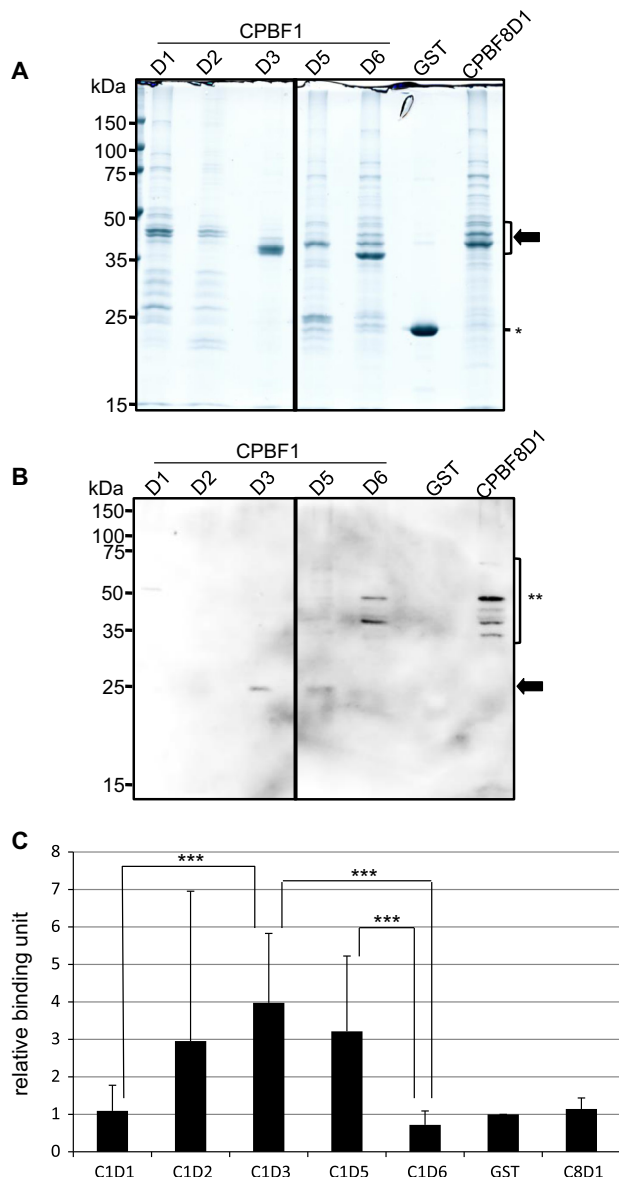 CPBF1
D1 D2 D3 D5 D6 GST CPBF8D1
A
kDa
150
100
75
50
35
25
*
15
CPBF1
B
D1 D2 D3 D5 D6 GST CPBF8D1
kDa
150
100
75
50
**
35
25
15
C
8
*** 
7
***
6
***
5
4
3
2
1
0
relative binding unit
C1D1 C1D2 C1D3 C1D5 C1D6 GST C8D1